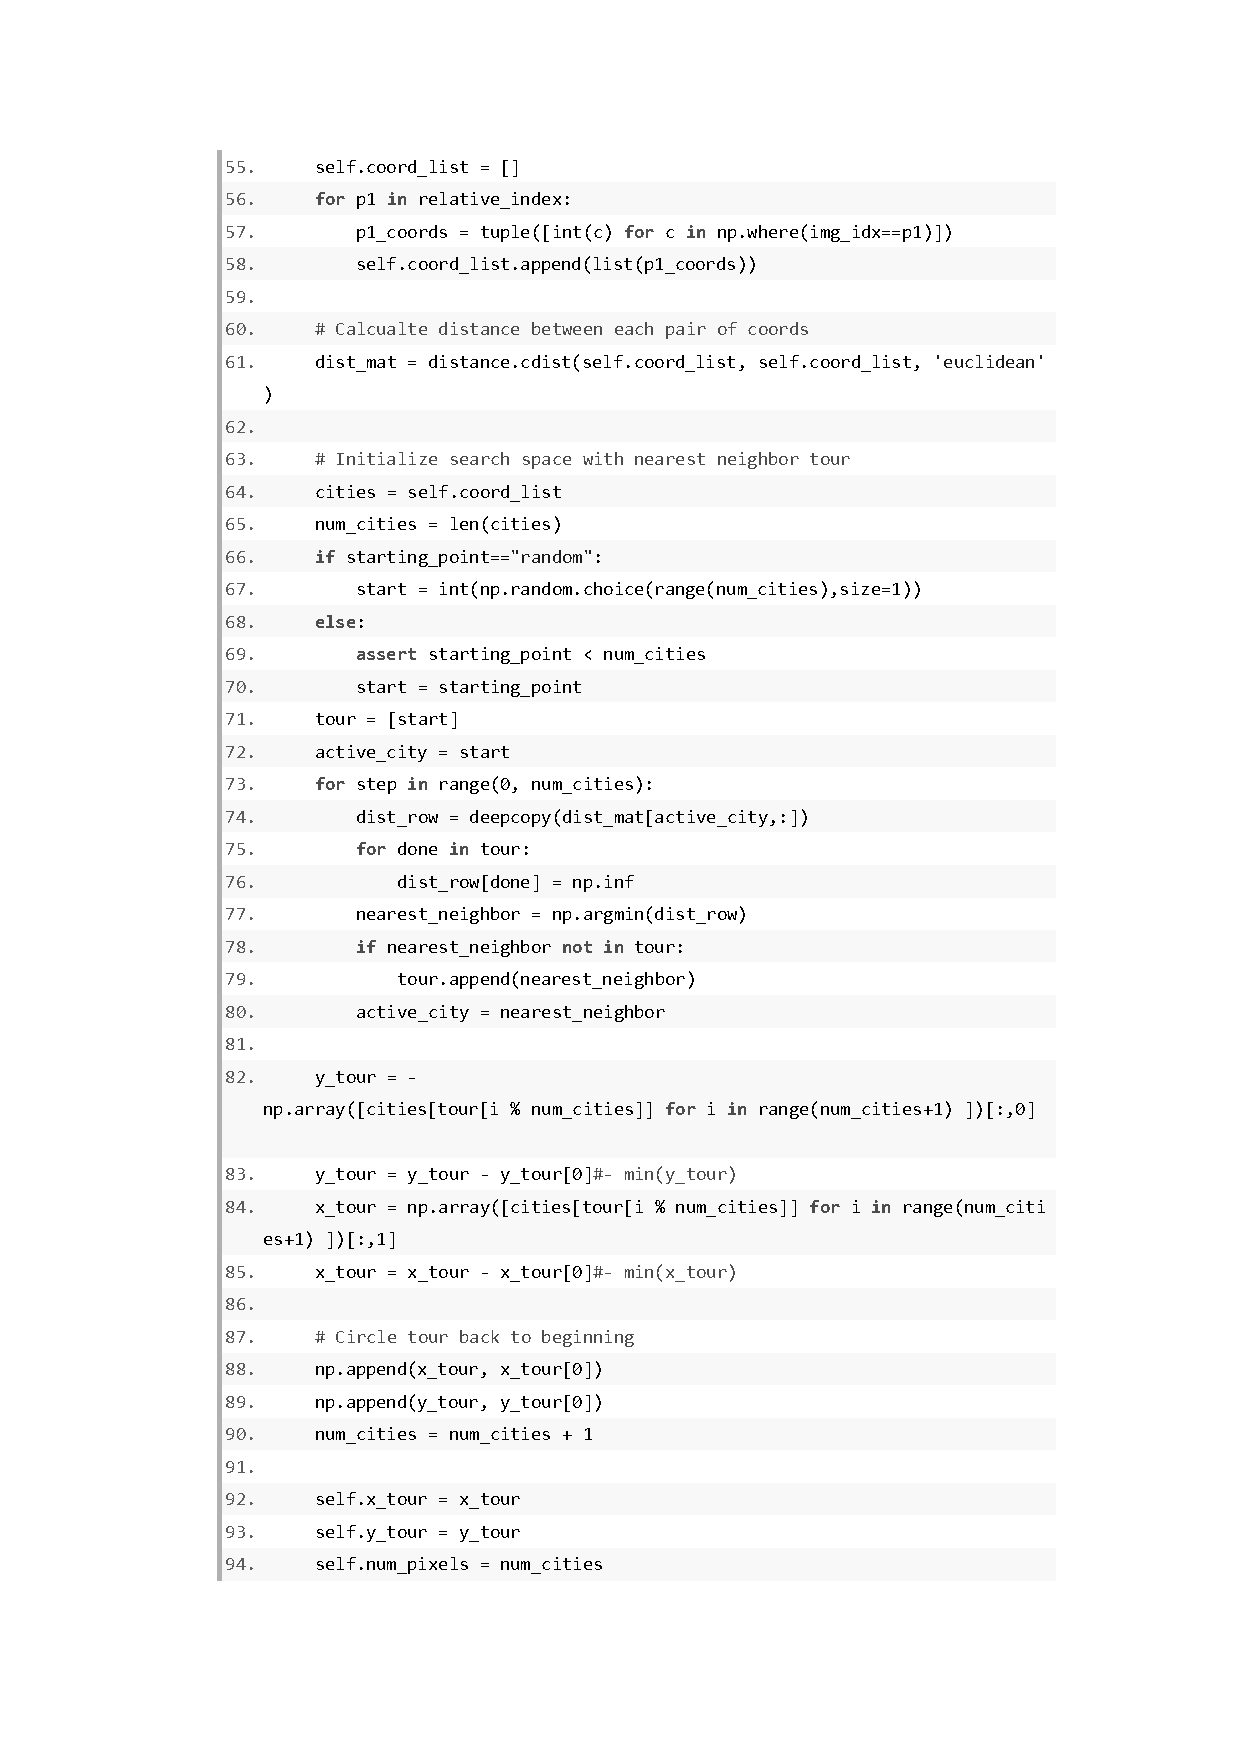 55. self.coord_list = []
56. for p1 in relative_index:
57. p1_coords = tuple([int(c) for c in np.where(img_idx==p1)])
58. self.coord_list.append(list(p1_coords))
59.
60. # Calcualte distance between each pair of coords
61. dist_mat = distance.cdist(self.coord_list, self.coord_list, 'euclidean'
)
62.
63. # Initialize search space with nearest neighbor tour
64. cities = self.coord_list
65. num_cities = len(cities)
66. if starting_point=="random":
67. start = int(np.random.choice(range(num_cities),size=1))
68. else:
69. assert starting_point < num_cities
70. start = starting_point
71. tour = [start]
72. active_city = start
73. for step in range(0, num_cities):
74. dist_row = deepcopy(dist_mat[active_city,:])
75. for done in tour:
76. dist_row[done] = np.inf
77. nearest_neighbor = np.argmin(dist_row)
78. if nearest_neighbor not in tour:
79. tour.append(nearest_neighbor)
80. active_city = nearest_neighbor
81.
82. y_tour = -
np.array([cities[tour[i % num_cities]] for i in range(num_cities+1) ])[:,0]
83. y_tour = y_tour - y_tour[0]#- min(y_tour)
84. x_tour = np.array([cities[tour[i % num_cities]] for i in range(num_citi
es+1) ])[:,1]
85. x_tour = x_tour - x_tour[0]#- min(x_tour)
86.
87. # Circle tour back to beginning
88. np.append(x_tour, x_tour[0])
89. np.append(y_tour, y_tour[0])
90. num_cities = num_cities + 1
91.
92. self.x_tour = x_tour
93. self.y_tour = y_tour
94. self.num_pixels = num_cities